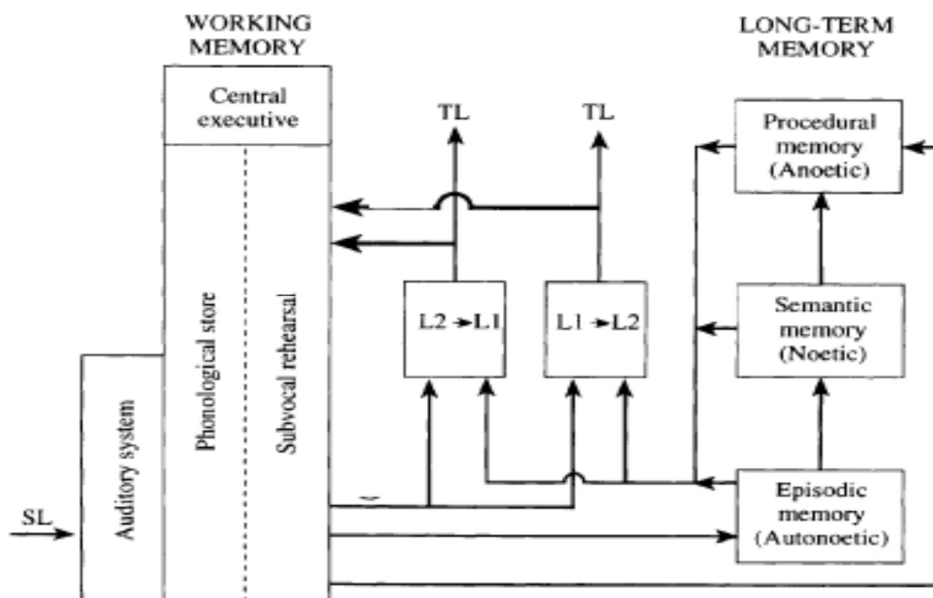 WORKING
MEMORY
LONG-TERM
MEMORY
Central
executive
TL
TL
Procedural
memory
(Anoetic)
Phonological store
Subvocal rehearsal
L2 → L1
L1 → L2
Semantic
memory
(Noetic)
Auditory system
SL
Episodic
memory
(Autonoetic)